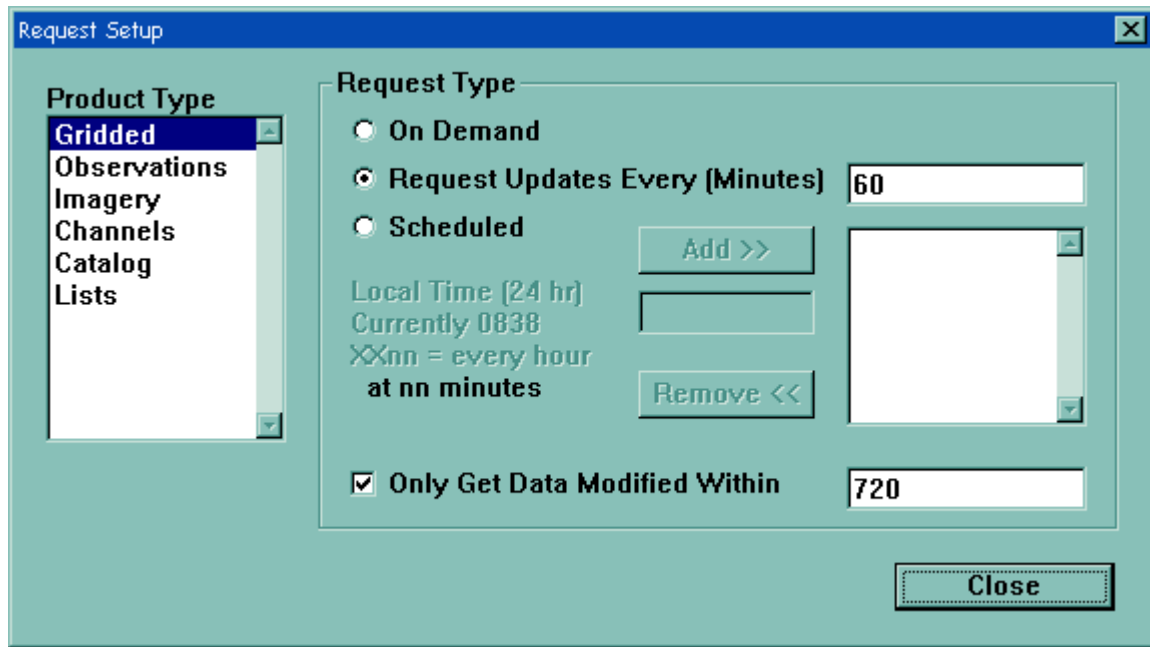 Request Setup
Product Type
Gridded
Observations
Imagery
Channels
Catalog
Lists
Request Type
On Demand
Request Updates Every (Minutes)
60
Scheduled
Add >>
Local Time (24 hr)
Currently 0838
XXnn = every hour
at nn minutes
Remove <<
Only Get Data Modified Within
720
Close